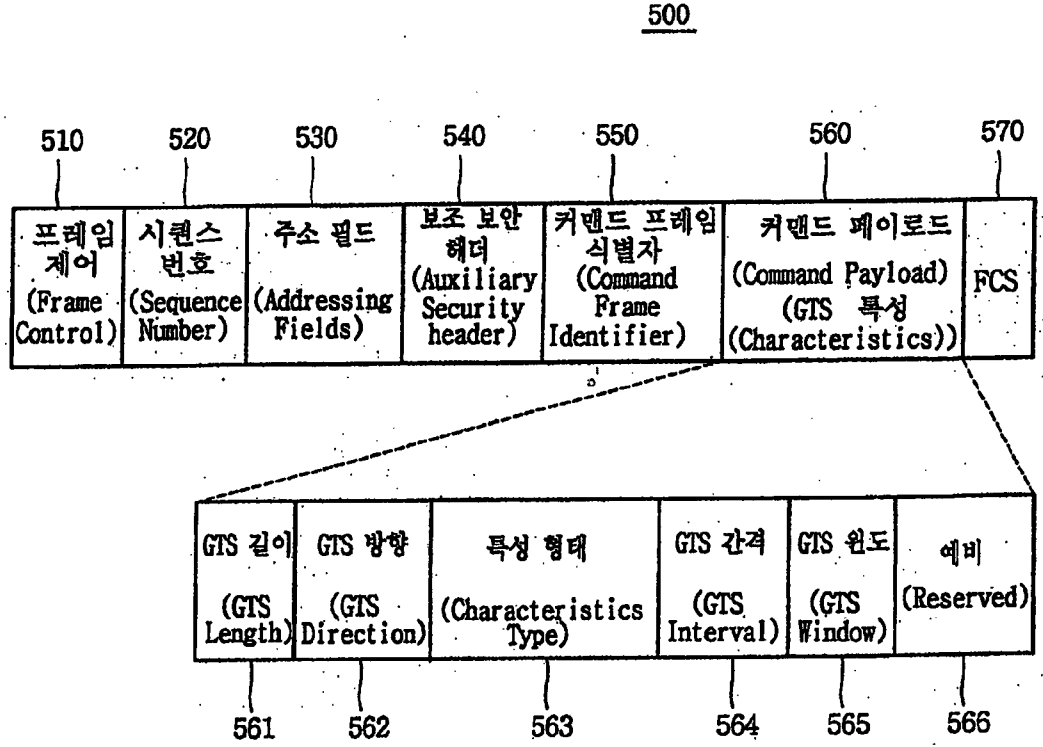 500
510 520 530 540 550 560 570
프레임
제어
(Frame
Control)
시퀀스
번호
(Sequence
Number)
주소 필드
(Addressing
Fields)
보조 보안
헤더
(Auxiliary
Security
header)
커맨드 프레임
식별자
(Command
Frame
Identifier)
커맨드 페이로드
(Command Payload)
(GTS 특성
(Characteristics))
FCS
GTS 길이
(GTS
Length)
GTS 방향
(GTS
Direction)
특성 형태
(Characteristics
Type)
GTS 간격
(GTS
Interval)
GTS 윈도
(GTS
Window)
예비
(Reserved)
561 562 563 564 565 566